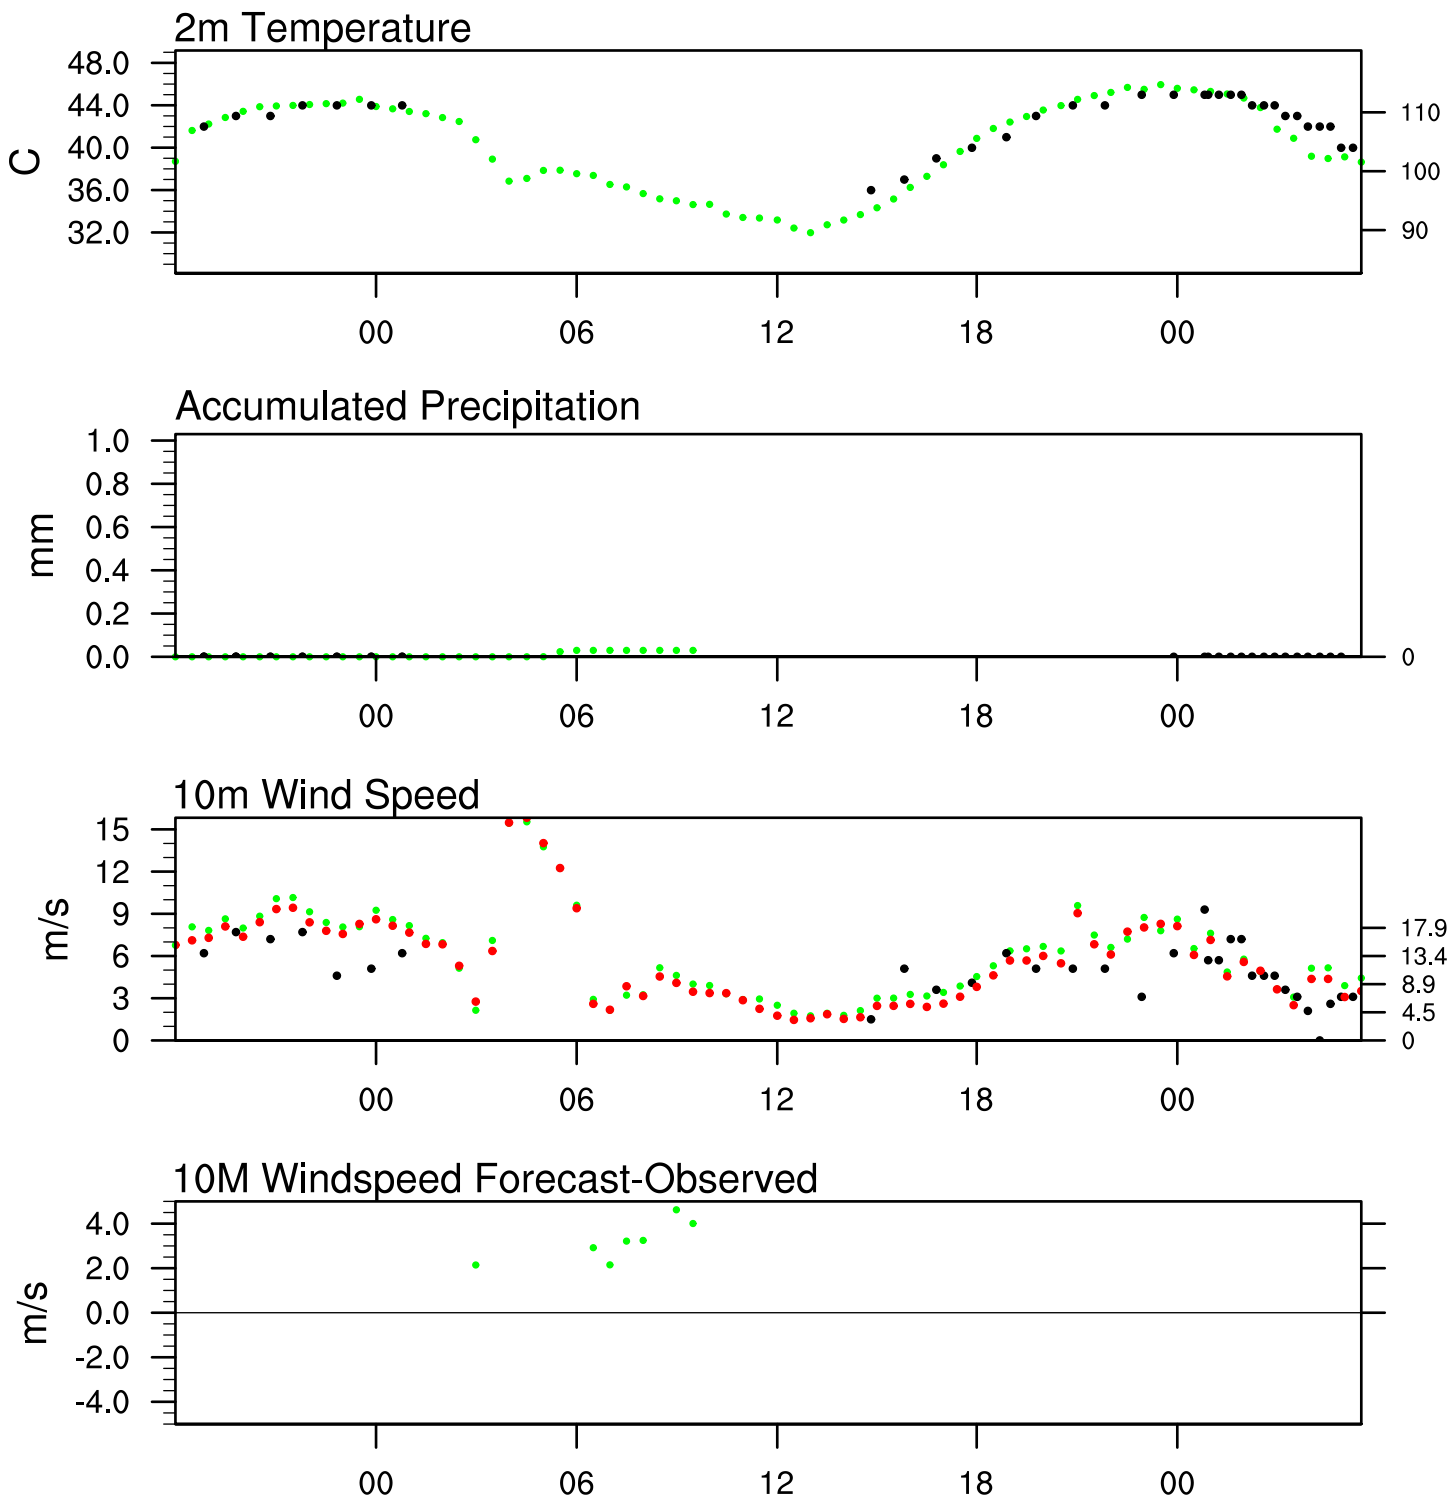 2m Temperature
48.0
44.0
40.0
36.0
32.0
C
110
100
90
00 06 12 18 00
Accumulated Precipitation
1.0
0.8
0.6
0.4
0.2
0.0
mm
0
00 06 12 18 00
10m Wind Speed
15
12
9
6
3
0
m/s
17.9
13.4
8.9
4.5
0
00 06 12 18 00
10M Windspeed Forecast-Observed
4.0
2.0
0.0
-2.0
-4.0
m/s
00 06 12 18 00